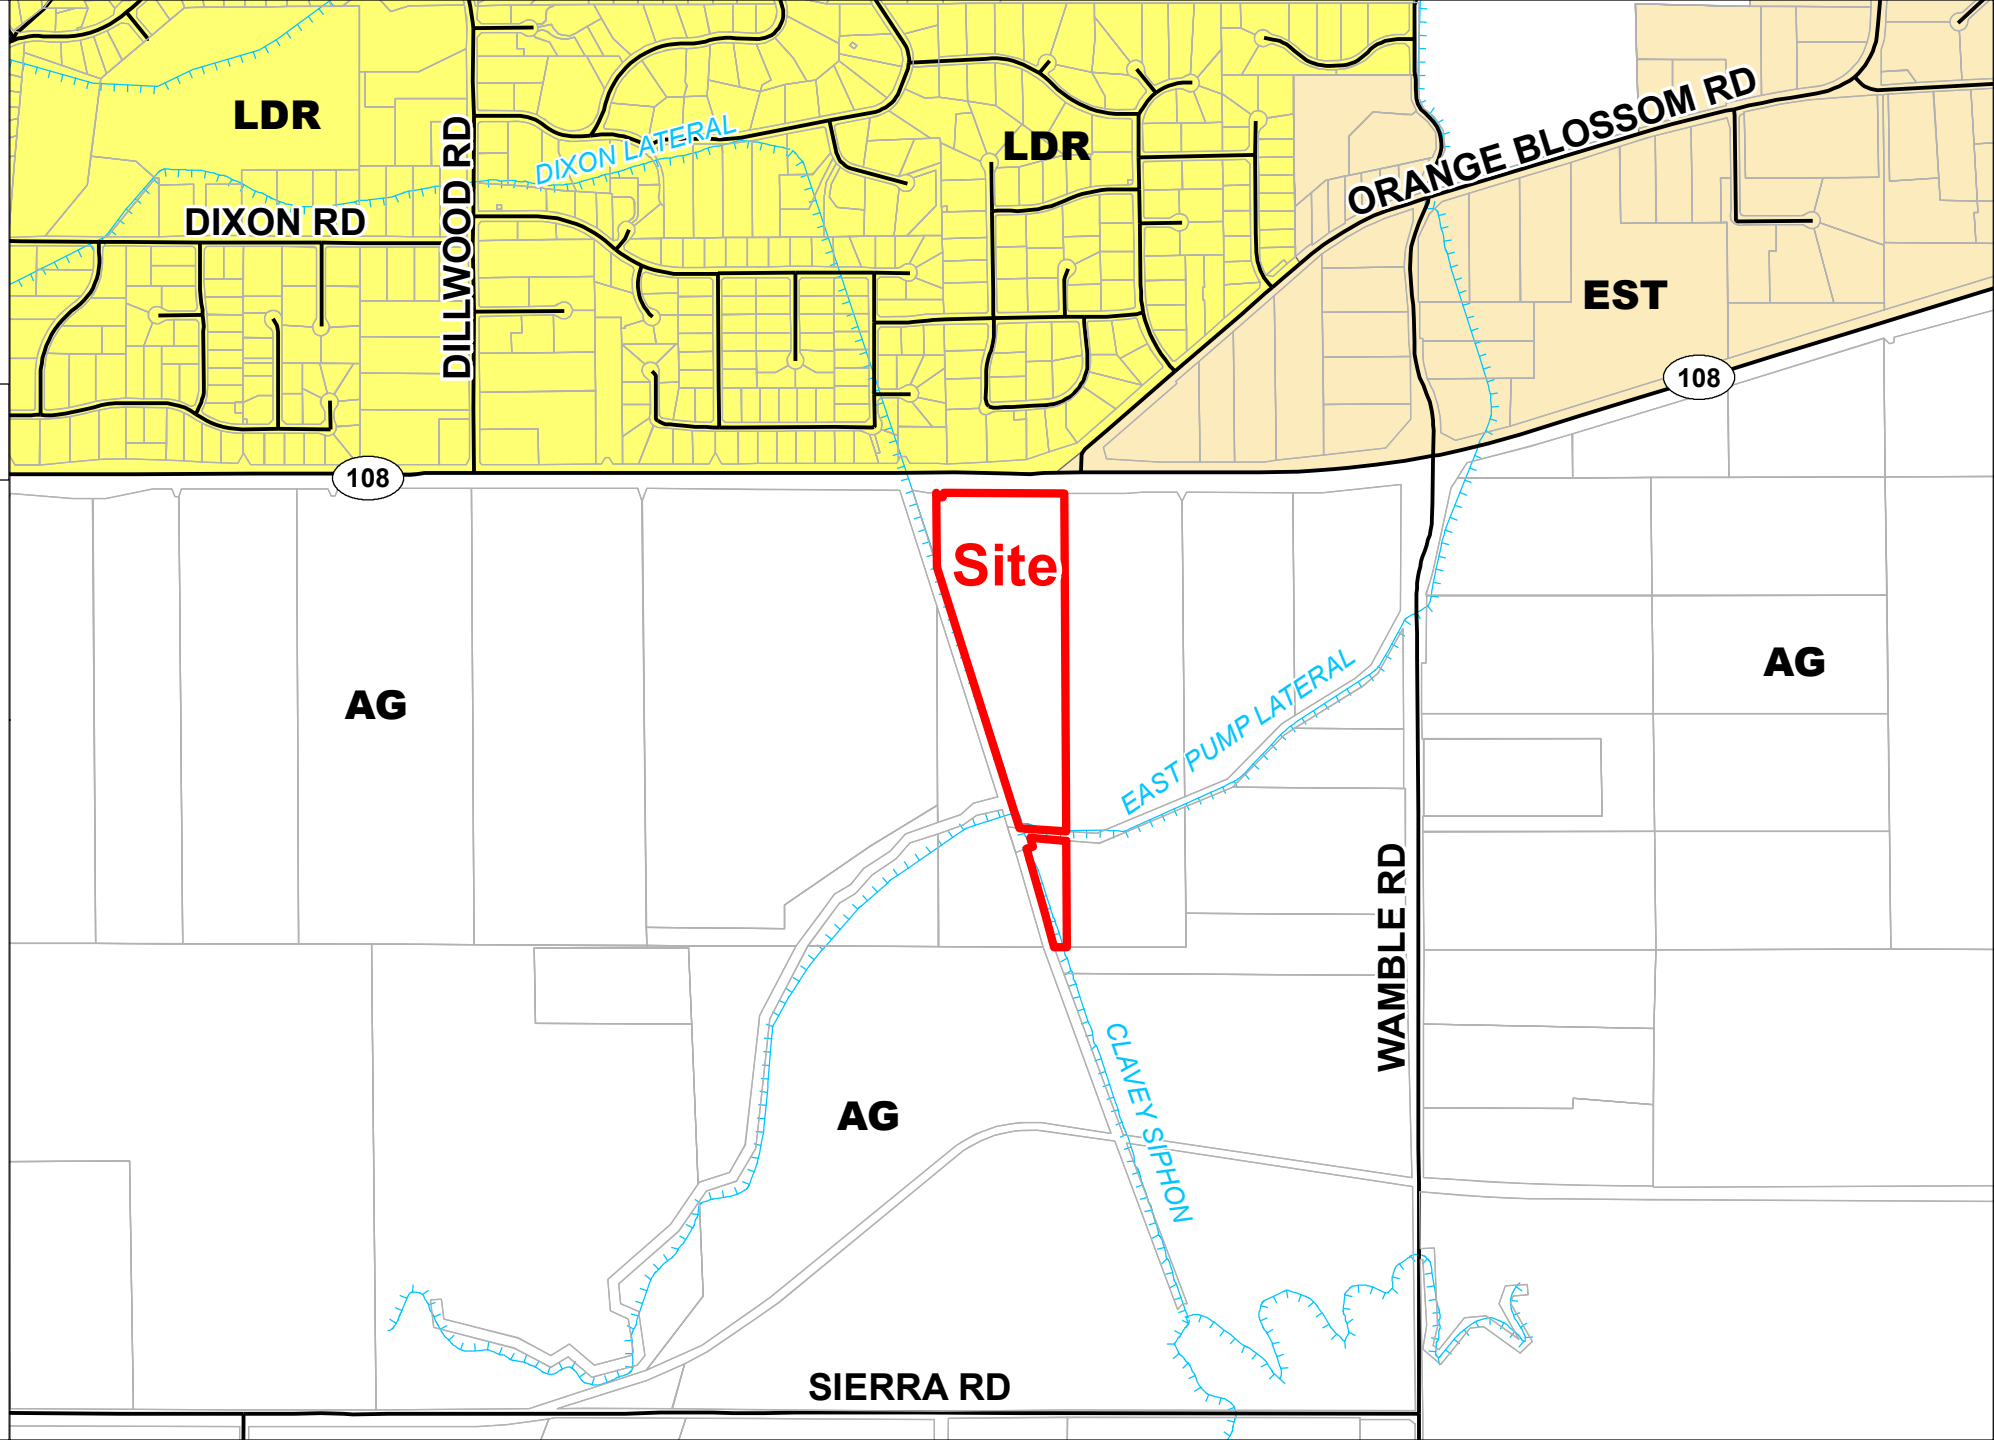 LDR
DILLWOOD RD
DIXON LATERAL
LDR
ORANGE BLOSSOM RD
DIXON RD
EST
108
108
Site
AG
AG
EAST PUMP LATERAL
WAMBLE RD
AG
CLAVEY SIPHON
SIERRA RD